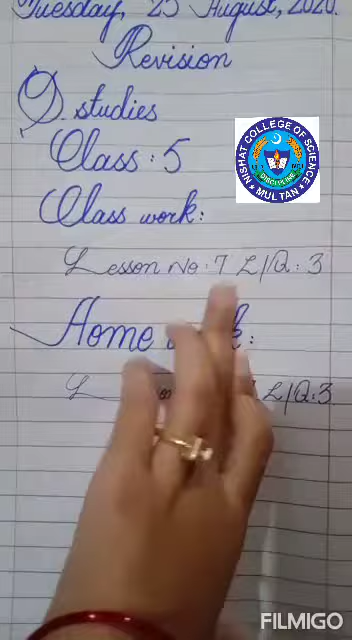 Tuesday, 25 August, 2020.
Revision
O. studies
Class : 5
NISHAT COLLEGE OF SCIENCE
DISCIPLINE
MULTAN
Class work:
Lesson No : 7 L/Q : 3
Home
L/Q:3
FILMIGO